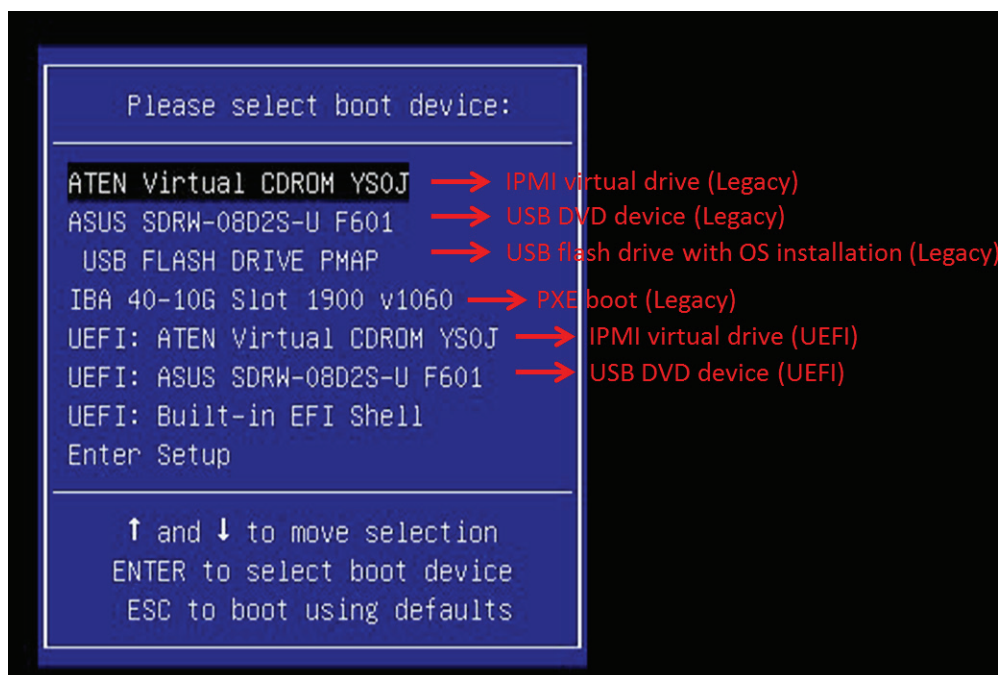 Please select boot device:
ATEN Virtual CDROM YS0J → IPMI virtual drive (Legacy)
ASUS SDRW-08D2S-U F601 → USB DVD device (Legacy)
USB FLASH DRIVE PMAP → USB flash drive with OS installation (Legacy)
IBA 40-10G Slot 1900 v1060 → PXE boot (Legacy)
UEFI: ATEN Virtual CDROM YS0J → IPMI virtual drive (UEFI)
UEFI: ASUS SDRW-08D2S-U F601 → USB DVD device (UEFI)
UEFI: Built-in EFI Shell
Enter Setup
↑ and ↓ to move selection
ENTER to select boot device
ESC to boot using defaults